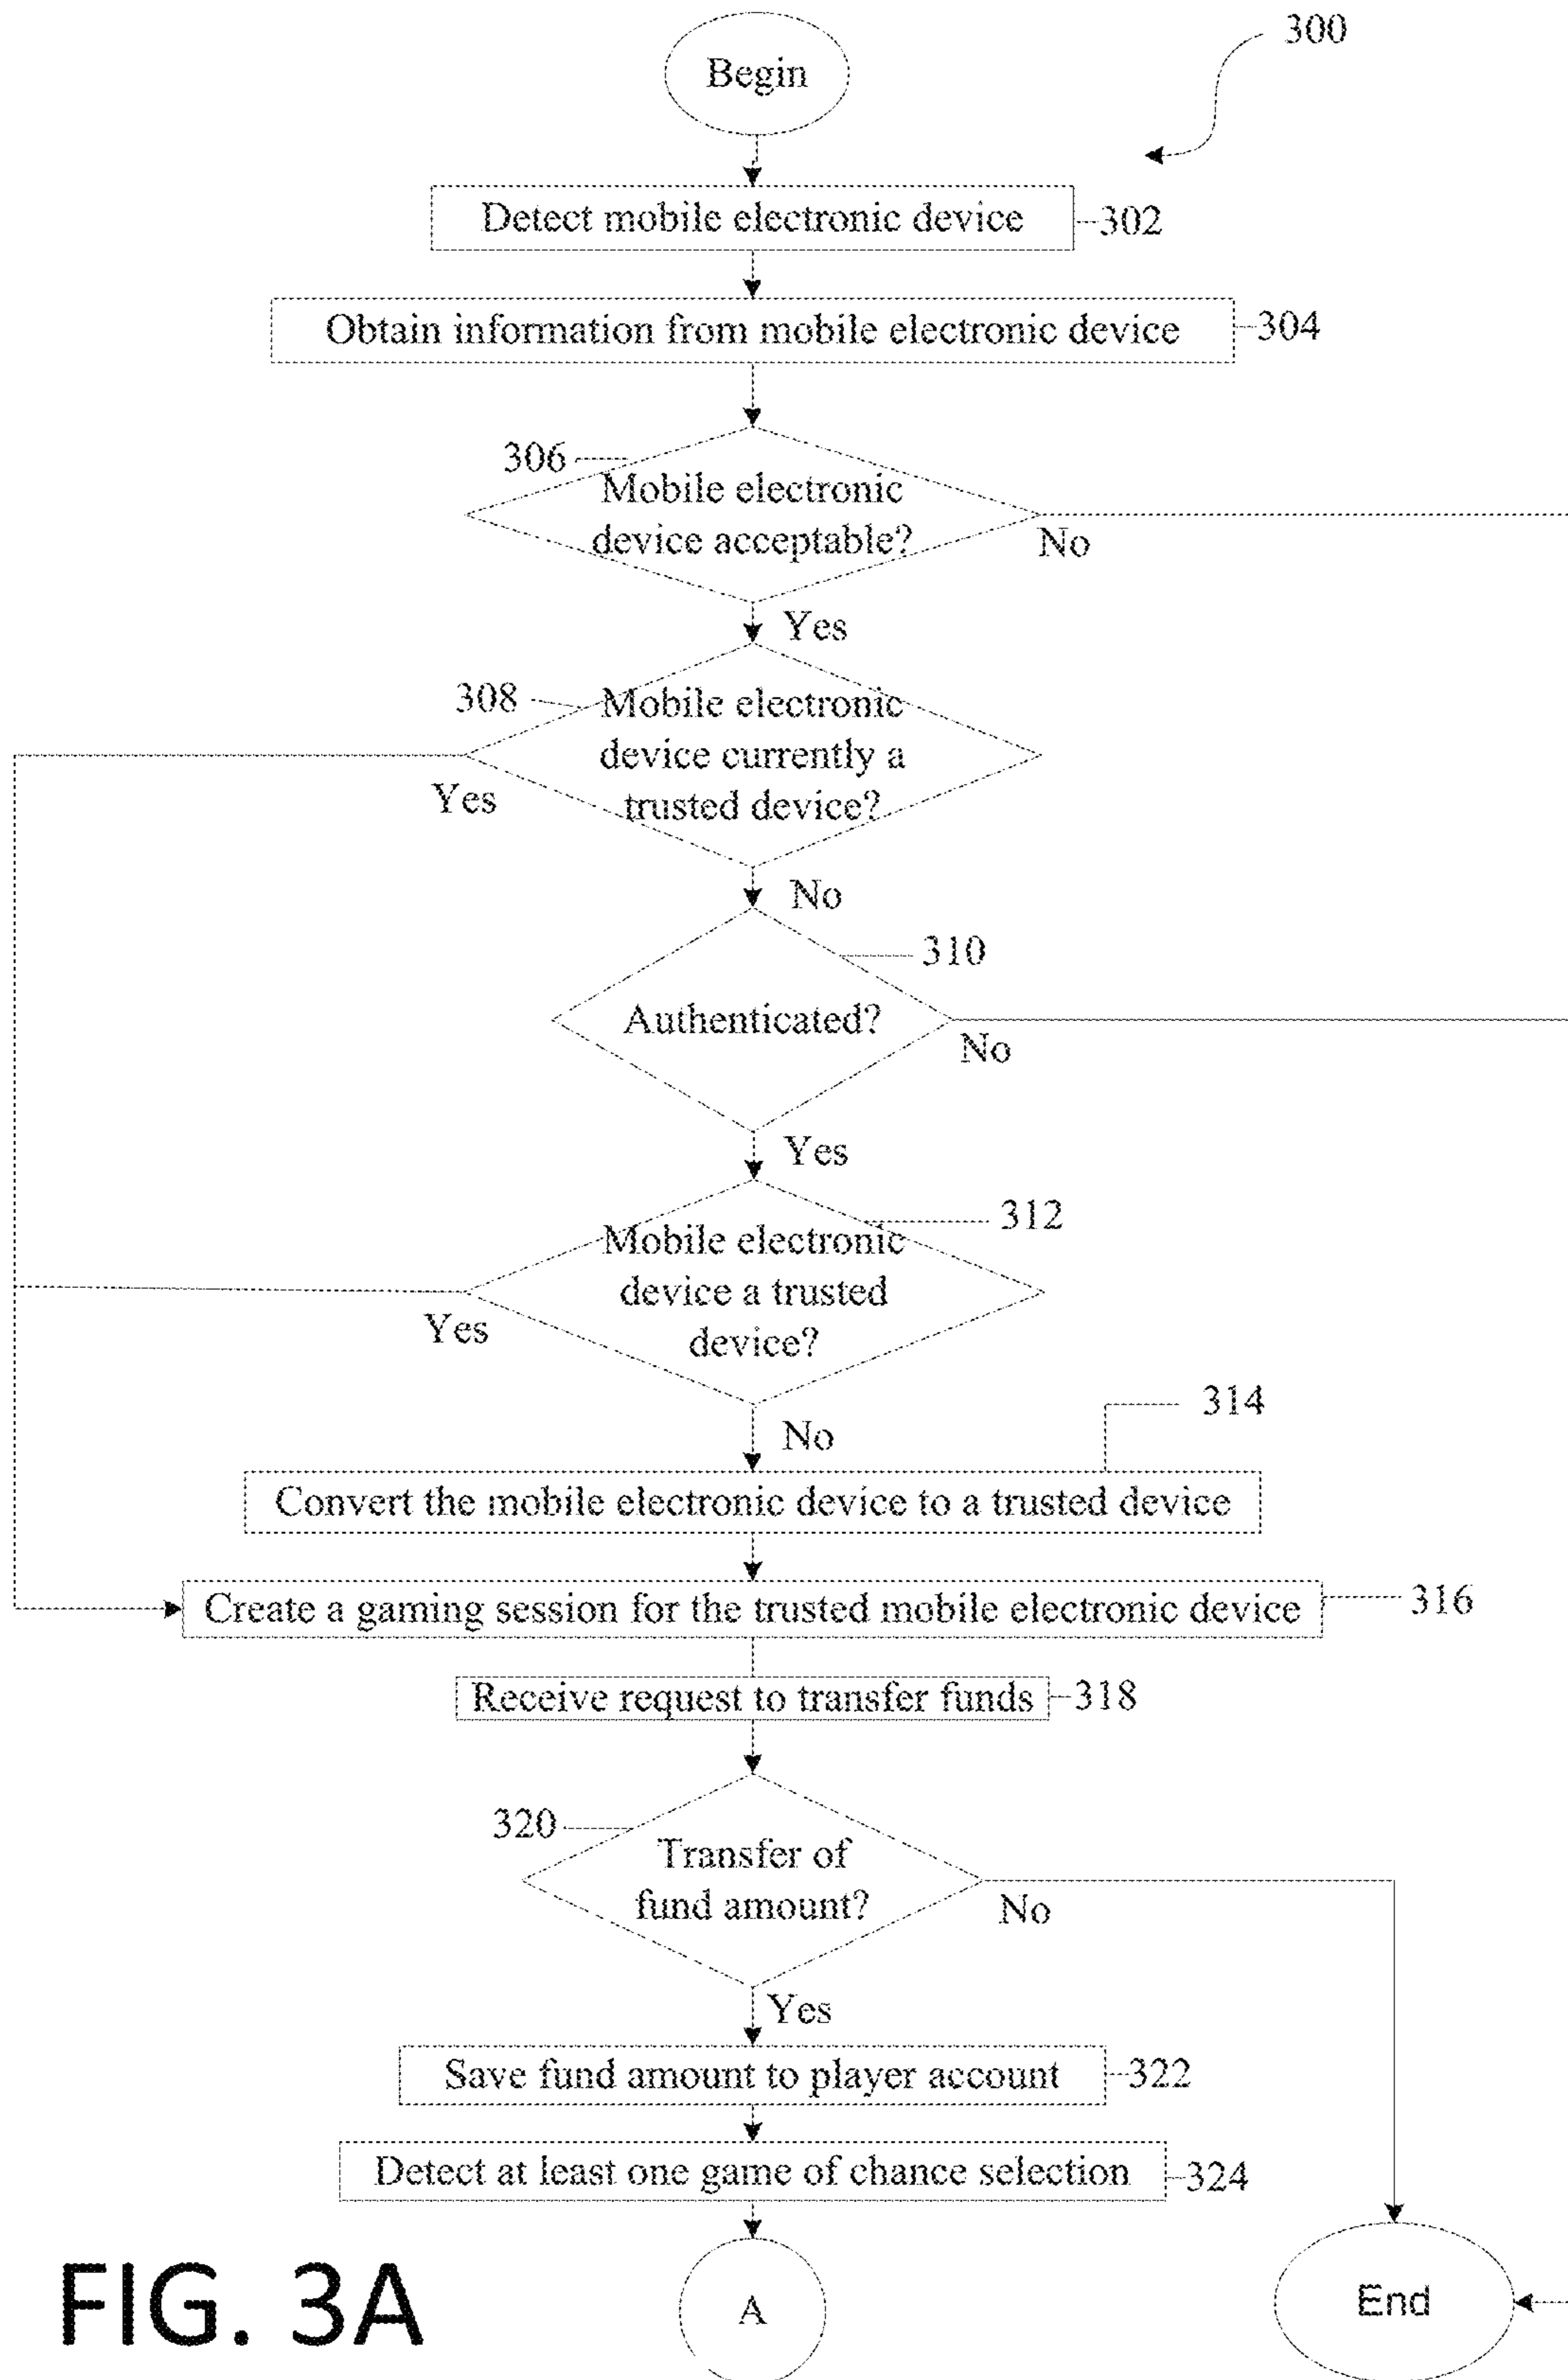 300
Begin
Detect mobile electronic device
302
Obtain information from mobile electronic device
304
306
Mobile electronic
device acceptable?
No
Yes
308
Mobile electronic
device currently a
trusted device?
Yes
No
310
Authenticated?
No
Yes
312
Mobile electronic
device a trusted
device?
Yes
No
314
Convert the mobile electronic device to a trusted device
Create a gaming session for the trusted mobile electronic device
316
Receive request to transfer funds
318
320
Transfer of
fund amount?
No
Yes
Save fund amount to player account
322
Detect at least one game of chance selection
324
FIG. 3A
A
End